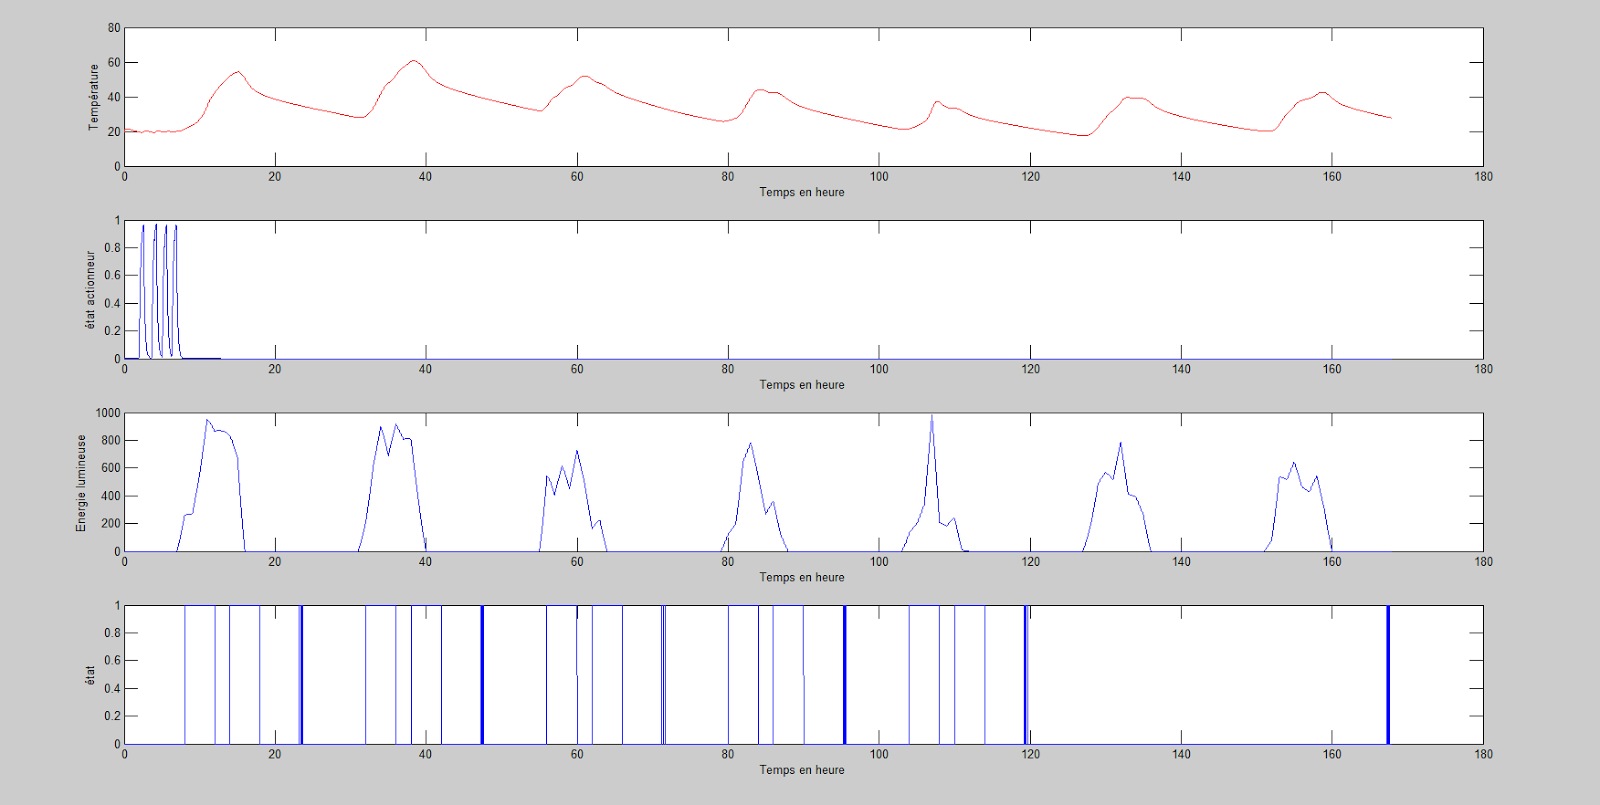 80
60
40
20
0
Température
0 20 40 60 80 100 120 140 160 180
Temps en heure
1
0.8
0.6
0.4
0.2
0
état actionneur
0 20 40 60 80 100 120 140 160 180
Temps en heure
1000
800
600
400
200
0
Energie lumineuse
0 20 40 60 80 100 120 140 160 180
Temps en heure
1
0.8
0.6
0.4
0.2
0
état
0 20 40 60 80 100 120 140 160 180
Temps en heure